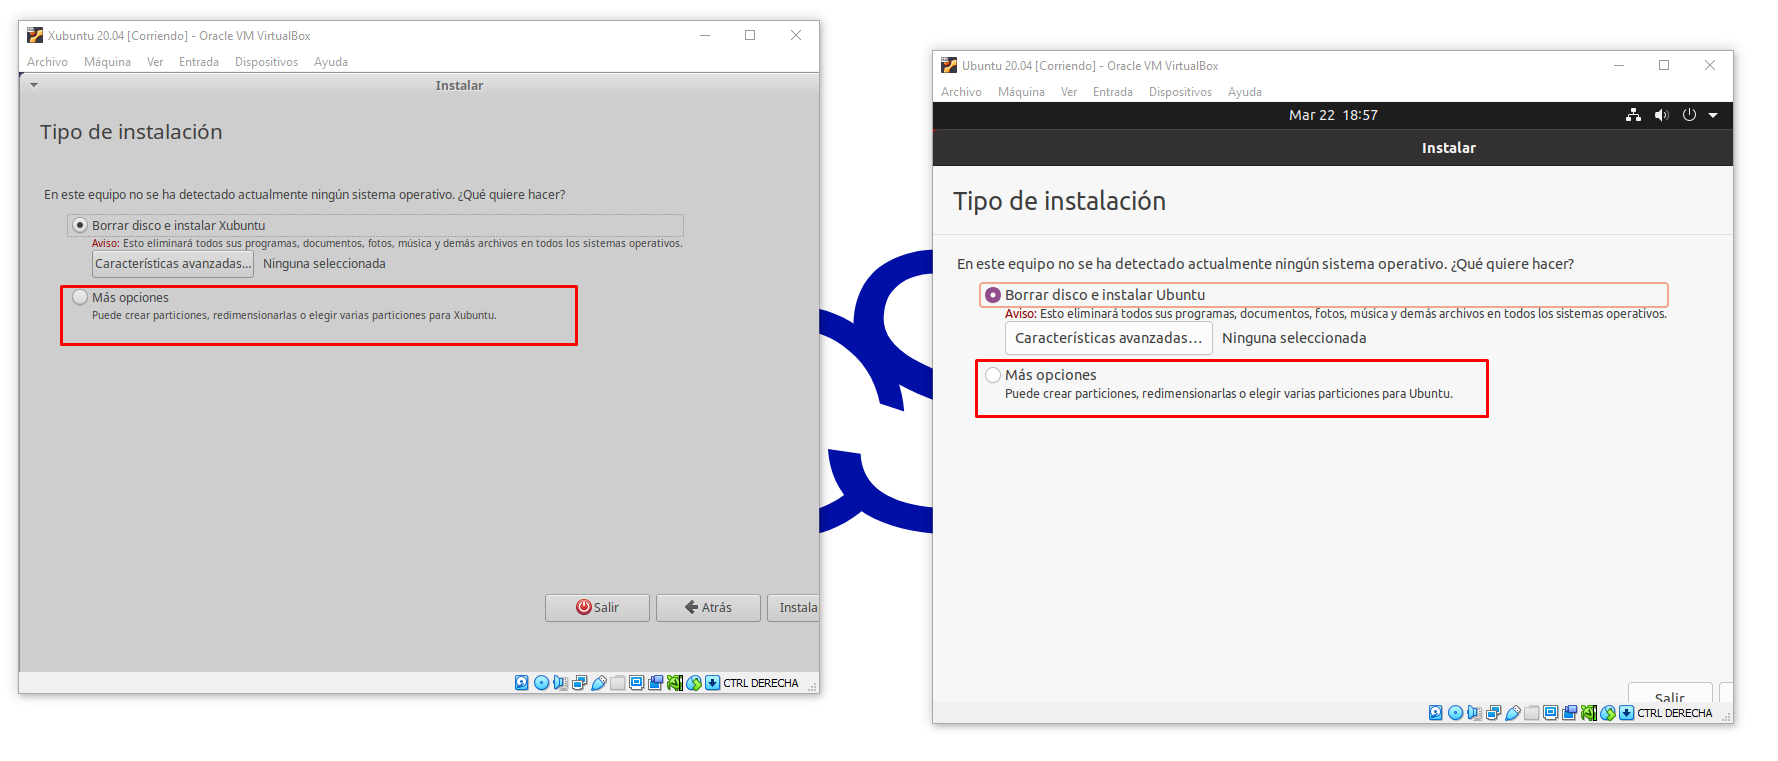 Xubuntu 20.04 [Corriendo] - Oracle VM VirtualBox
Archivo Máquina Ver Entrada Dispositivos Ayuda
Instalar
Tipo de instalación
En este equipo no se ha detectado actualmente ningún sistema operativo. ¿Qué quiere hacer?
Borrar disco e instalar Xubuntu
Aviso: Esto eliminará todos sus programas, documentos, fotos, música y demás archivos en todos los sistemas operativos.
Características avanzadas... Ninguna seleccionada
Más opciones
Puede crear particiones, redimensionarlas o elegir varias particiones para Xubuntu.
Salir Atrás Instala
CTRL DERECHA
Ubuntu 20.04 [Corriendo] - Oracle VM VirtualBox
Archivo Máquina Ver Entrada Dispositivos Ayuda
Mar 22 18:57
Instalar
Tipo de instalación
En este equipo no se ha detectado actualmente ningún sistema operativo. ¿Qué quiere hacer?
Borrar disco e instalar Ubuntu
Aviso: Esto eliminará todos sus programas, documentos, fotos, música y demás archivos en todos los sistemas operativos.
Características avanzadas... Ninguna seleccionada
Más opciones
Puede crear particiones, redimensionarlas o elegir varias particiones para Ubuntu.
Salir
CTRL DERECHA